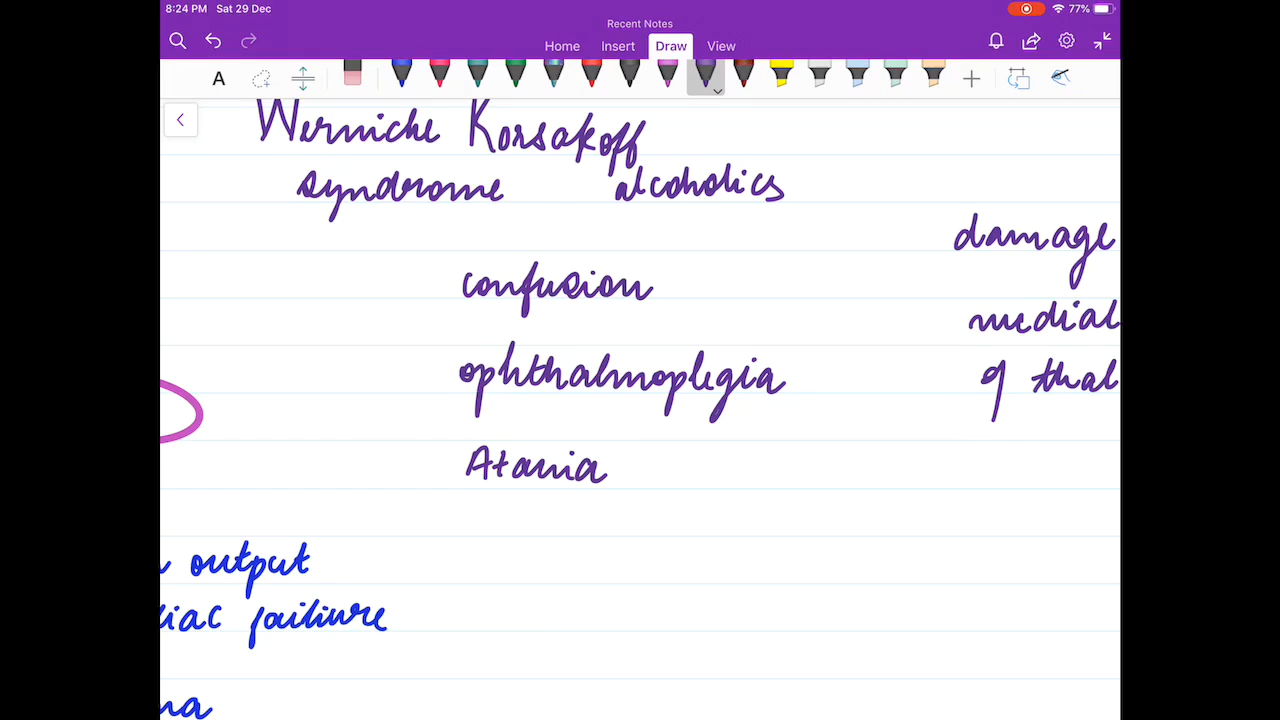 8:24 PM Sat 29 Dec
77%
Recent Notes
Home Insert Draw View
A
Wernicke Korsakoff
syndrome alcoholics
damage
confusion
medial
ophthalmoplegia
of thal
Ataxia
output
iac failiure
na